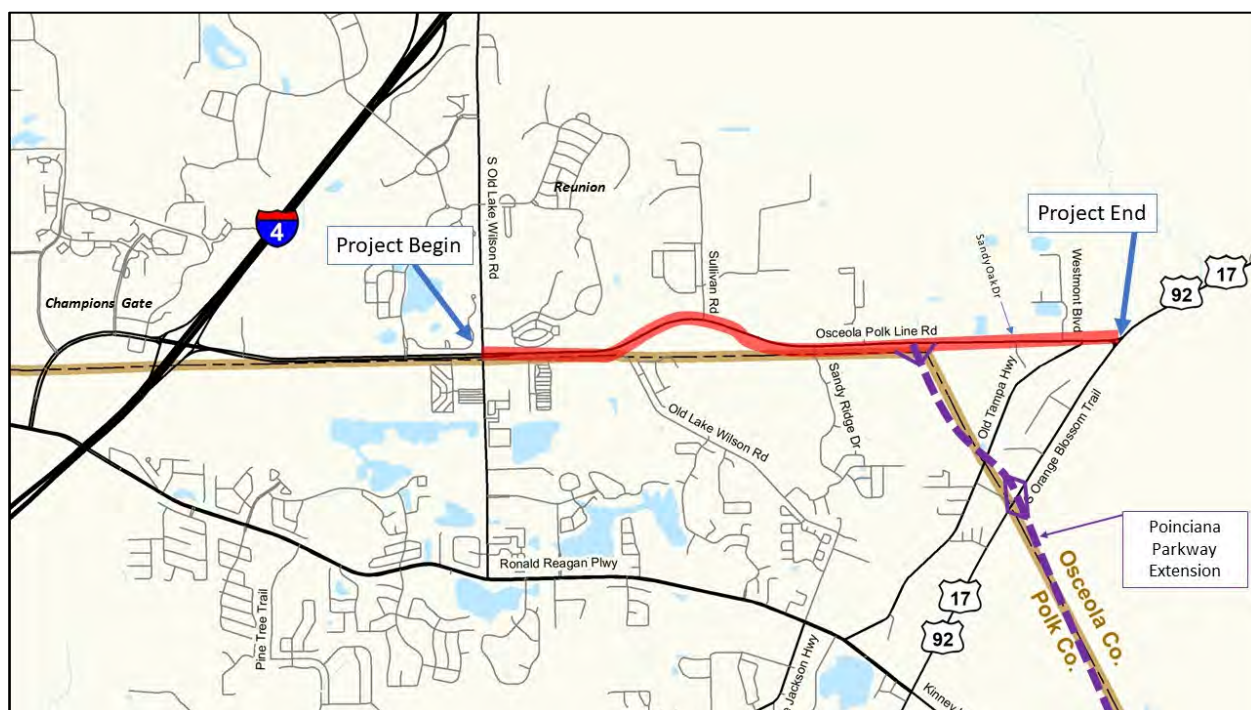 S Old Lake Wilson Rd
Reunion
4
Project Begin
Champions Gate
Sullivan Rd
Sandy Oak Dr
Westmont Blvd
Project End
92
17
Osceola Polk Line Rd
Old Lake Wilson Rd
Sandy Ridge Dr
Old Tampa Hwy
S Orange Blossom Trail
Poinciana
Parkway
Extension
Osceola Co.
Polk Co.
Ronald Reagan Plwy
Pine Tree Trail
17
92
Jackson Hwy
Kinney